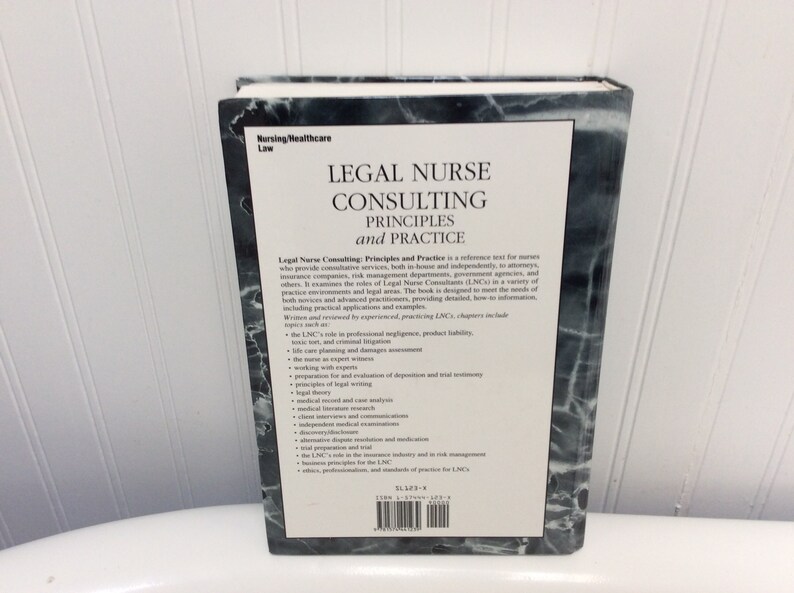 Nursing/Healthcare
Law
LEGAL NURSE
CONSULTING
PRINCIPLES
and PRACTICE
Legal Nurse Consulting: Principles and Practice is a reference text for nurses
who provide consultative services, both in-house and independently, to attorneys,
insurance companies, risk management departments, government agencies, and
others. It examines the roles of Legal Nurse Consultants (LNCs) in a variety of
practice environments and legal areas. The book is designed to meet the needs of
both novices and advanced practitioners, providing detailed, how-to information,
including practical applications and examples.
Written and reviewed by experienced, practicing LNCs, chapters include
topics such as:
• the LNC's role in professional negligence, product liability,
toxic tort, and criminal litigation
• life care planning and damages assessment
• the nurse as expert witness
• working with experts
• preparation for and evaluation of deposition and trial testimony
• principles of legal writing
• legal theory
• medical record and case analysis
• medical literature research
• client interviews and communications
• independent medical examinations
• discovery/disclosure
• alternative dispute resolution and medication
• trial preparation and trial
• the LNC's role in the insurance industry and in risk management
• business principles for the LNC
• ethics, professionalism, and standards of practice for LNCs
SL123-X
ISBN 1-57444-123-X
90000
9 781574 441239